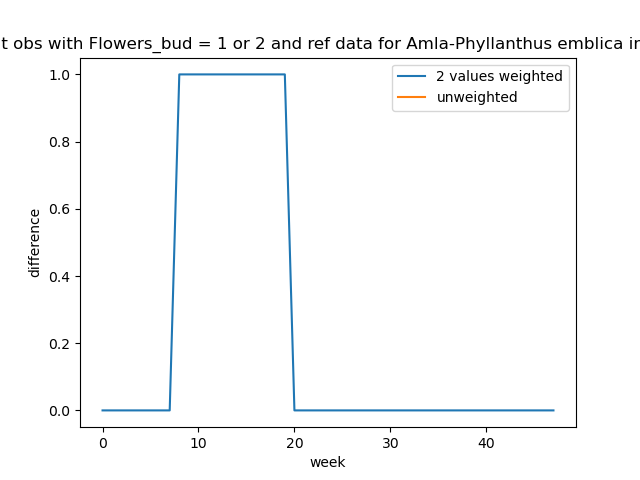 t obs with Flowers_bud = 1 or 2 and ref data for Amla-Phyllanthus emblica in
1.0
0.8
0.6
0.4
0.2
0.0
difference
0
10
20
30
40
week
2 values weighted
unweighted